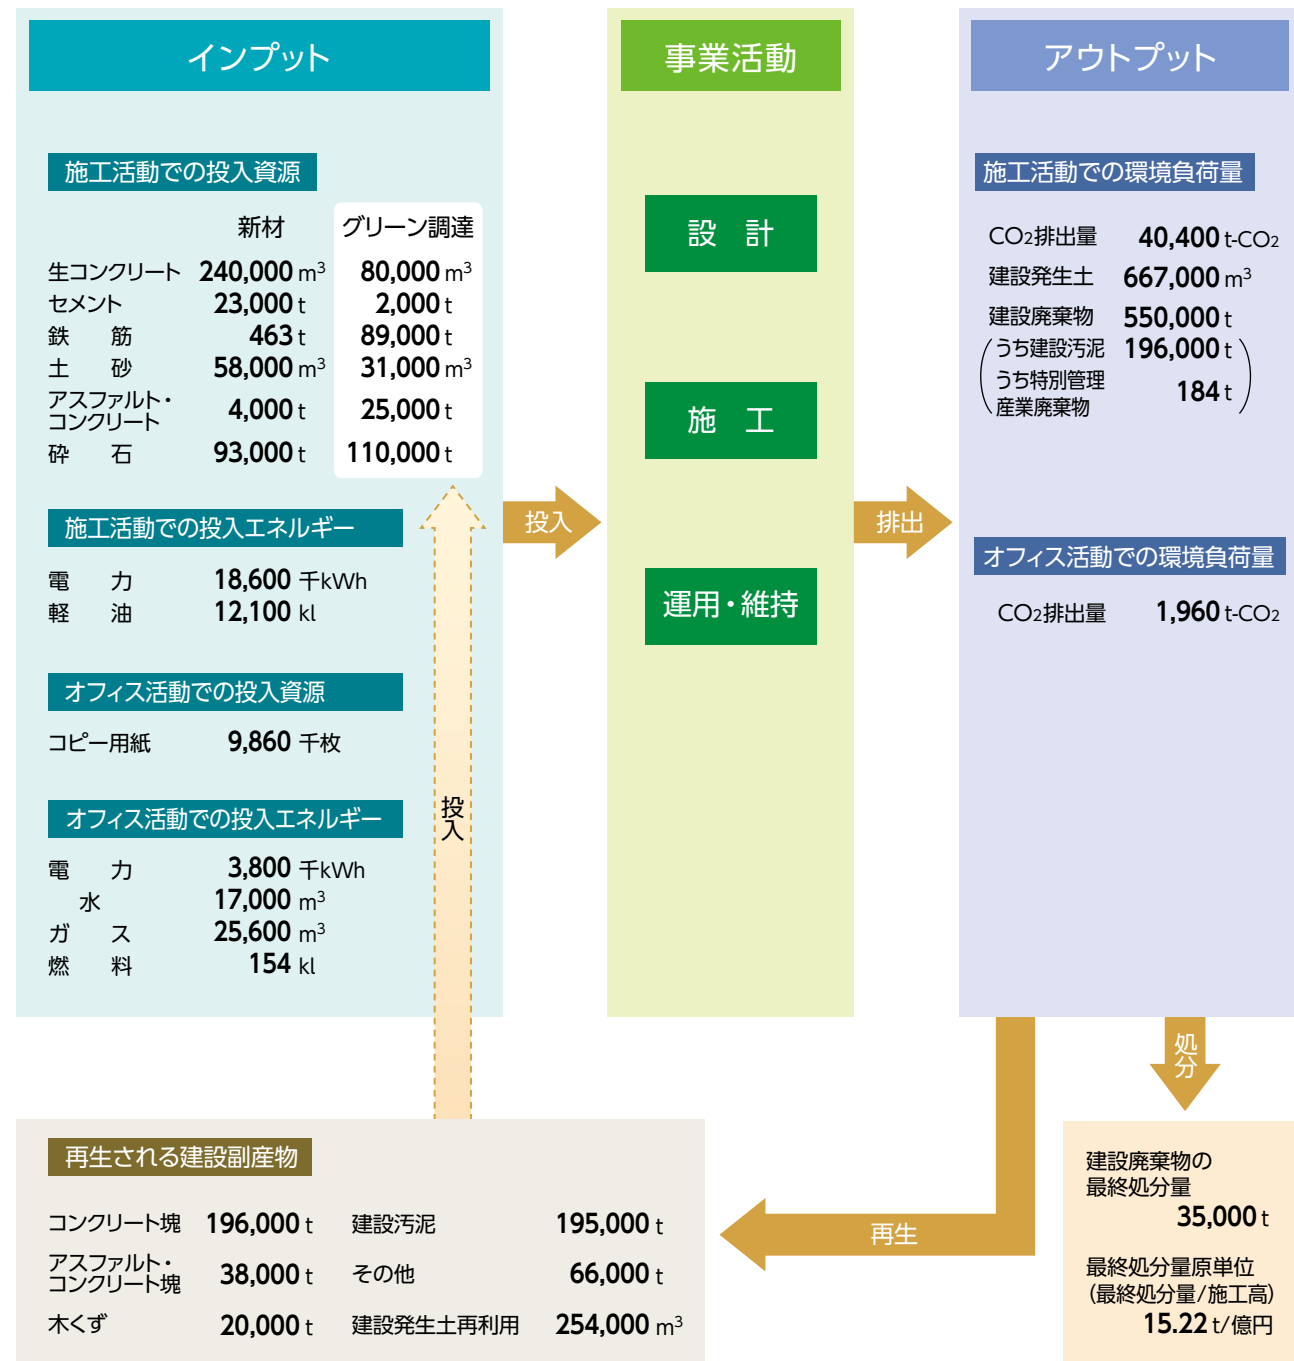 インプット
施工活動での投入資源
新材 グリーン調達
生コンクリート 240,000 m3 80,000 m3
セメント 23,000 t 2,000 t
鉄筋 463 t 89,000 t
土砂 58,000 m3 31,000 m3
アスファルト・
コンクリート 4,000 t 25,000 t
砕石 93,000 t 110,000 t
施工活動での投入エネルギー
電力 18,600 千kWh
軽油 12,100 kl
オフィス活動での投入資源
コピー用紙 9,860 千枚
オフィス活動での投入エネルギー
電力 3,800 千kWh
水 17,000 m3
ガス 25,600 m3
燃料 154 kl
投入
投入
事業活動
設計
施工
運用・維持
排出
アウトプット
施工活動での環境負荷量
CO2排出量 40,400 t-CO2
建設発生土 667,000 m3
建設廃棄物 550,000 t
うち建設汚泥 196,000 t
うち特別管理
産業廃棄物 184 t
オフィス活動での環境負荷量
CO2排出量 1,960 t-CO2
処分
建設廃棄物の
最終処分量
35,000 t
最終処分量原単位
(最終処分量/施工高)
15.22 t/億円
再生
再生される建設副産物
コンクリート塊 196,000 t 建設汚泥 195,000 t
アスファルト・
コンクリート塊 38,000 t その他 66,000 t
木くず 20,000 t 建設発生土再利用 254,000 m3